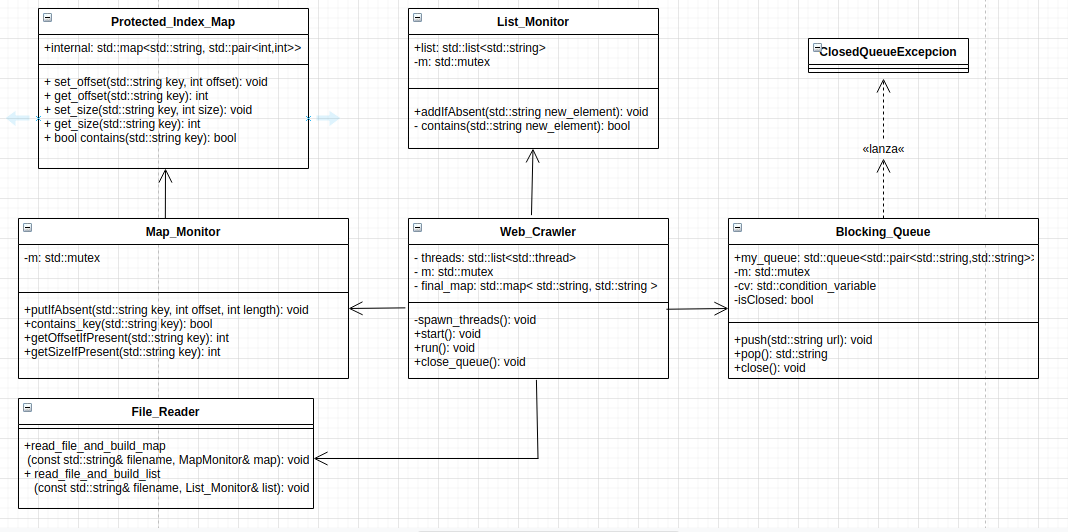 Protected_Index_Map
+internal: std::map<std::string, std::pair<int,int>>
+ set_offset(std::string key, int offset): void
+ get_offset(std::string key): int
+ set_size(std::string key, int size): void
+ get_size(std::string key): int
+ bool contains(std::string key): bool
List_Monitor
+list: std::list<std::string>
-m: std::mutex
+addIfAbsent(std::string new_element): void
- contains(std::string new_element): bool
ClosedQueueExcepcion
«lanza«
Map_Monitor
-m: std::mutex
+putIfAbsent(std::string key, int offset, int length): void
+contains_key(std::string key): bool
+getOffsetIfPresent(std::string key): int
+getSizeIfPresent(std::string key): int
Web_Crawler
- threads: std::list<std::thread>
- m: std::mutex
- final_map: std::map< std::string, std::string >
-spawn_threads(): void
+start(): void
+run(): void
+close_queue(): void
Blocking_Queue
+my_queue: std::queue<std::pair<std::string,std::string>>
-m: std::mutex
-cv: std::condition_variable
-isClosed: bool
+push(std::string url): void
+pop(): std::string
+close(): void
File_Reader
+read_file_and_build_map
(const std::string& filename, MapMonitor& map): void
+ read_file_and_build_list
(const std::string& filename, List_Monitor& list): void